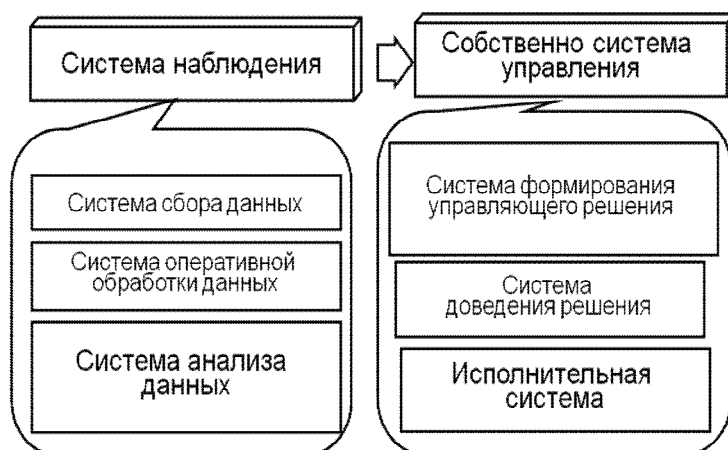 Система наблюдения
Собственно система
управления
Система сбора данных
Система оперативной
обработки данных
Система анализа
данных
Система формирования
управляющего решения
Система
доведения решения
Исполнительная
система